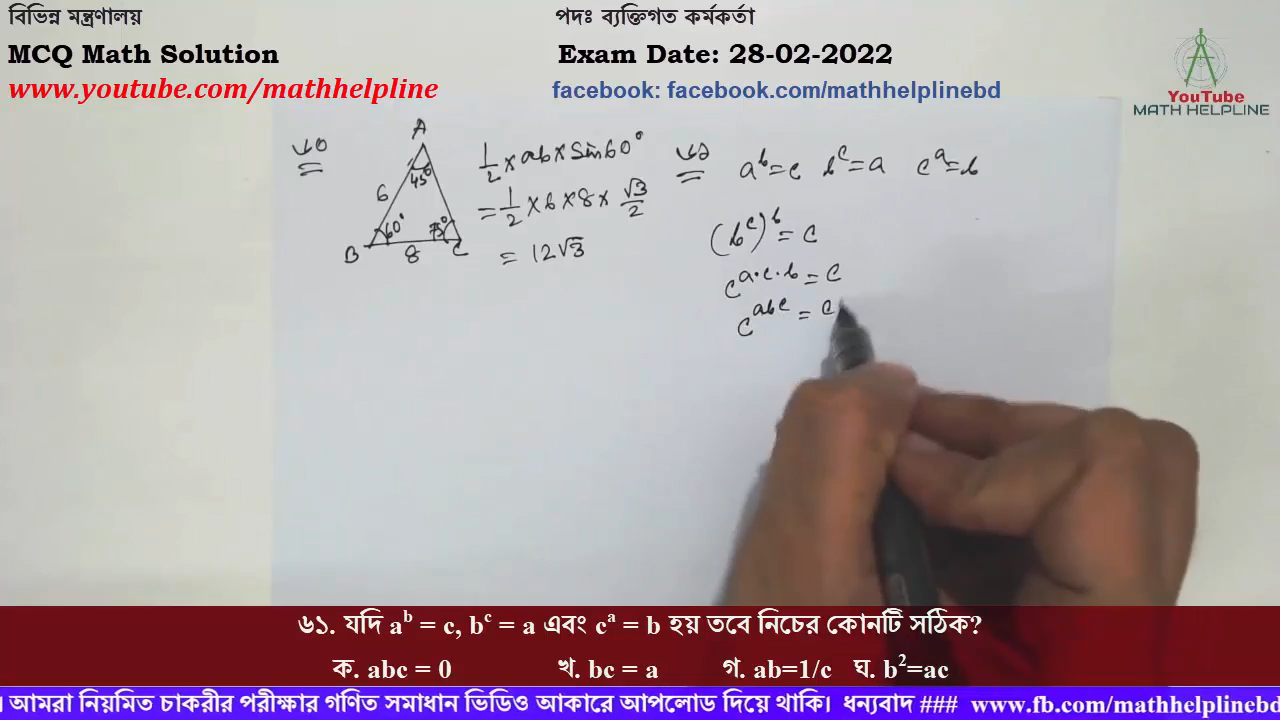 বিভিন্ন মন্ত্রণালয়
পদঃ ব্যক্তিগত কর্মকর্তা
MCQ Math Solution
Exam Date: 28-02-2022
www.youtube.com/mathhelpline
facebook: facebook.com/mathhelplinebd
YouTube
MATH HELPLINE
৬০
A
45°
6
60°
75°
B
8
C
1/2 × ab × Sin60°
= 1/2 × 6 × 8 × √3/2
= 12√3
৬১
a^b = c b^c = a c^a = b
(b^c)^b = c
c^{a·c·b} = c
c^{abc} = c
৬১. যদি a^b = c, b^c = a এবং c^a = b হয় তবে নিচের কোনটি সঠিক?
ক. abc = 0 খ. bc = a গ. ab=1/c ঘ. b²=ac
আমরা নিয়মিত চাকরীর পরীক্ষার গণিত সমাধান ভিডিও আকারে আপলোড দিয়ে থাকি। ধন্যবাদ ### www.fb.com/mathhelplinebd